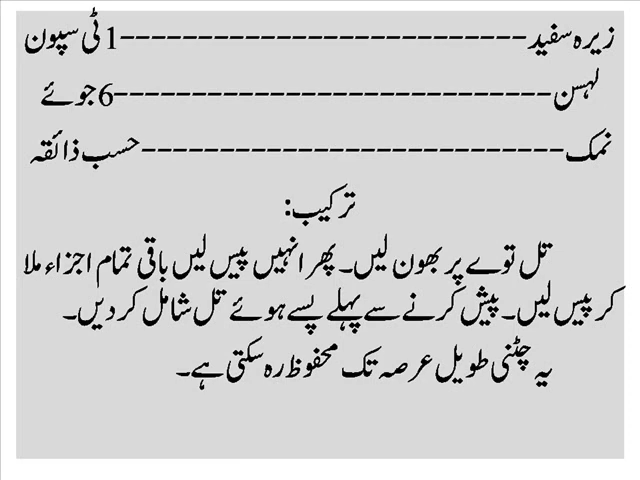 زیرہ سفید--------------------------1 ٹی سپون
لہسن----------------------------6 جوئے
نمک---------------------------حسب ذائقہ
ترکیب:
تل توے پر بھون لیں۔ پھر انہیں پیس لیں باقی تمام اجزاء ملا
کر پیس لیں۔ پیش کرنے سے پہلے پسے ہوئے تل شامل کر دیں۔
یہ چٹنی طویل عرصہ تک محفوظ رہ سکتی ہے۔